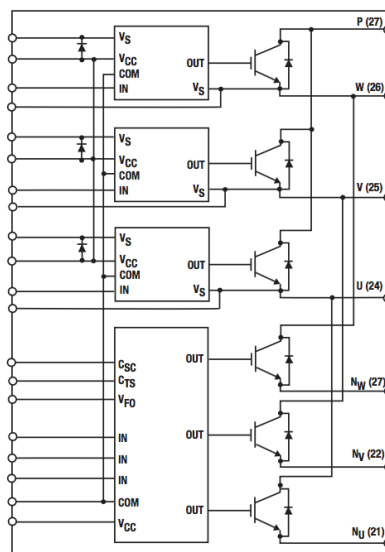 P (27)
VS
VCC
COM
IN
OUT
VS
W (26)
VS
VCC
COM
IN
OUT
VS
V (25)
VS
VCC
COM
IN
OUT
VS
U (24)
CSC
CTS
VFO
IN
IN
IN
COM
VCC
OUT
OUT
OUT
NW (27)
NV (22)
NU (21)